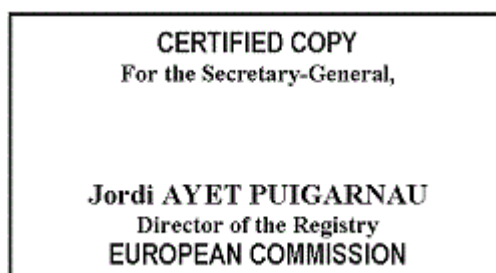 CERTIFIED COPY
For the Secretary-General,
Jordi AYET PUIGARNAU
Director of the Registry
EUROPEAN COMMISSION